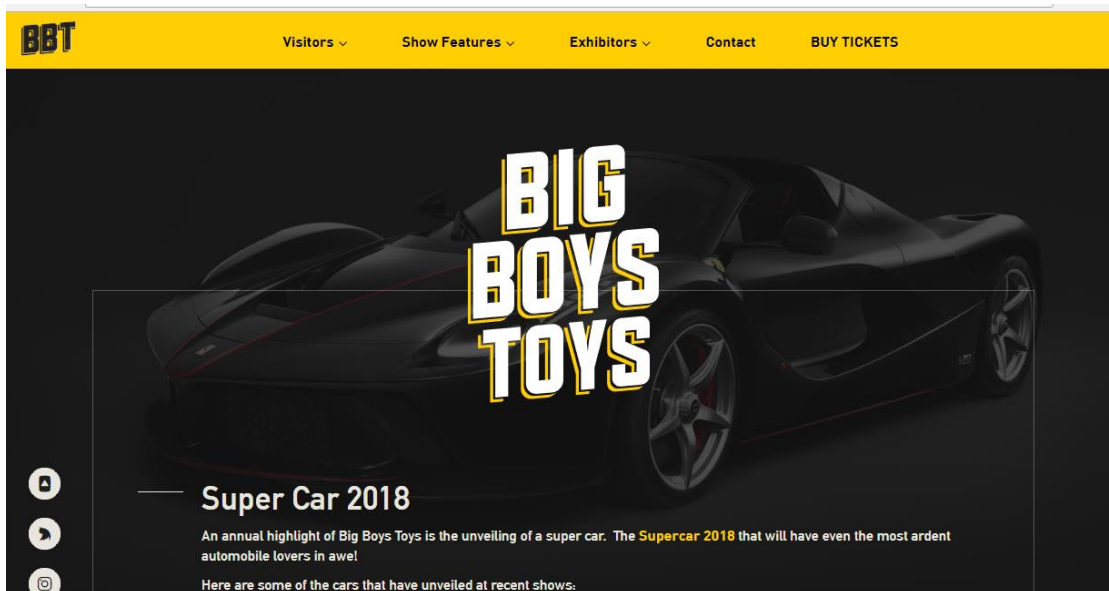 BBT
Visitors
Show Features
Exhibitors
Contact
BUY TICKETS
BIG
BOYS
TOYS
Super Car 2018
An annual highlight of Big Boys Toys is the unveiling of a super car. The Supercar 2018 that will have even the most ardent
automobile lovers in awe!
Here are some of the cars that have unveiled at recent shows: